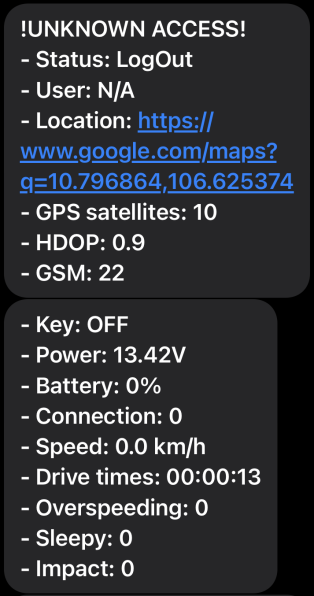 !UNKNOWN ACCESS!
- Status: LogOut
- User: N/A
- Location: https://
www.google.com/maps?
q=10.796864,106.625374
- GPS satellites: 10
- HDOP: 0.9
- GSM: 22
- Key: OFF
- Power: 13.42V
- Battery: 0%
- Connection: 0
- Speed: 0.0 km/h
- Drive times: 00:00:13
- Overspeeding: 0
- Sleepy: 0
- Impact: 0